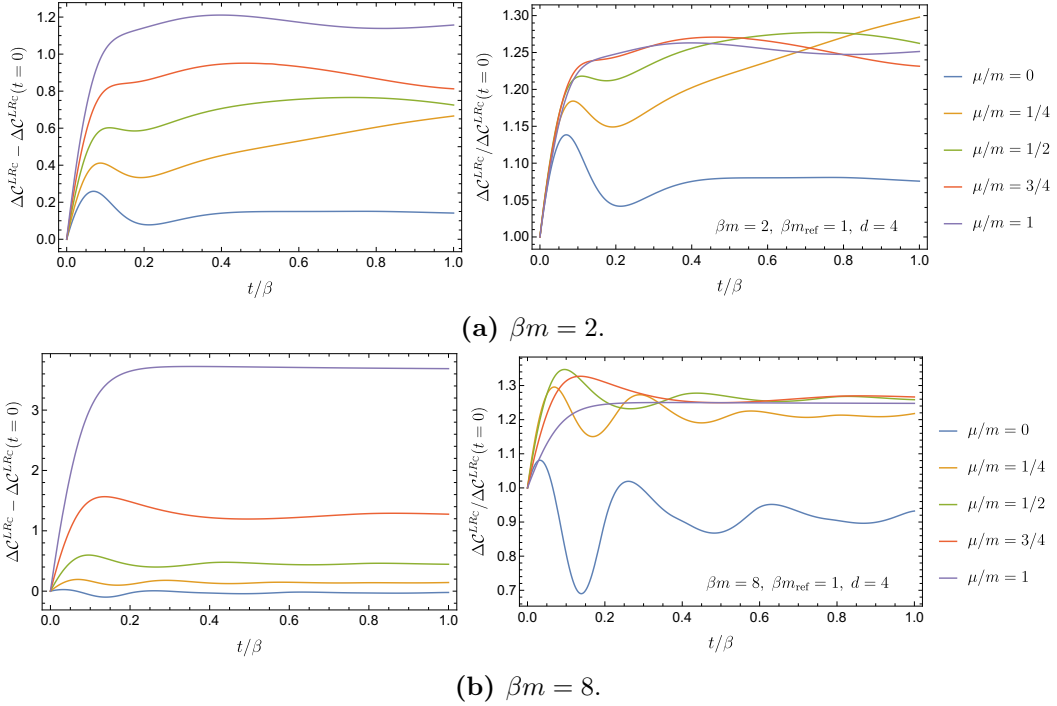 ΔC^{LR_C} − ΔC^{LR_C}(t = 0)
1.2
1.0
0.8
0.6
0.4
0.2
0.0
0.0 0.2 0.4 0.6 0.8 1.0
t/β
ΔC^{LR_C}/ΔC^{LR_C}(t = 0)
1.30
1.25
1.20
1.15
1.10
1.05
1.00
βm = 2, βm_ref = 1, d = 4
0.0 0.2 0.4 0.6 0.8 1.0
t/β
μ/m = 0
μ/m = 1/4
μ/m = 1/2
μ/m = 3/4
μ/m = 1
(a) βm = 2.
ΔC^{LR_C} − ΔC^{LR_C}(t = 0)
3
2
1
0
0.0 0.2 0.4 0.6 0.8 1.0
t/β
ΔC^{LR_C}/ΔC^{LR_C}(t = 0)
1.3
1.2
1.1
1.0
0.9
0.8
0.7
βm = 8, βm_ref = 1, d = 4
0.0 0.2 0.4 0.6 0.8 1.0
t/β
μ/m = 0
μ/m = 1/4
μ/m = 1/2
μ/m = 3/4
μ/m = 1
(b) βm = 8.